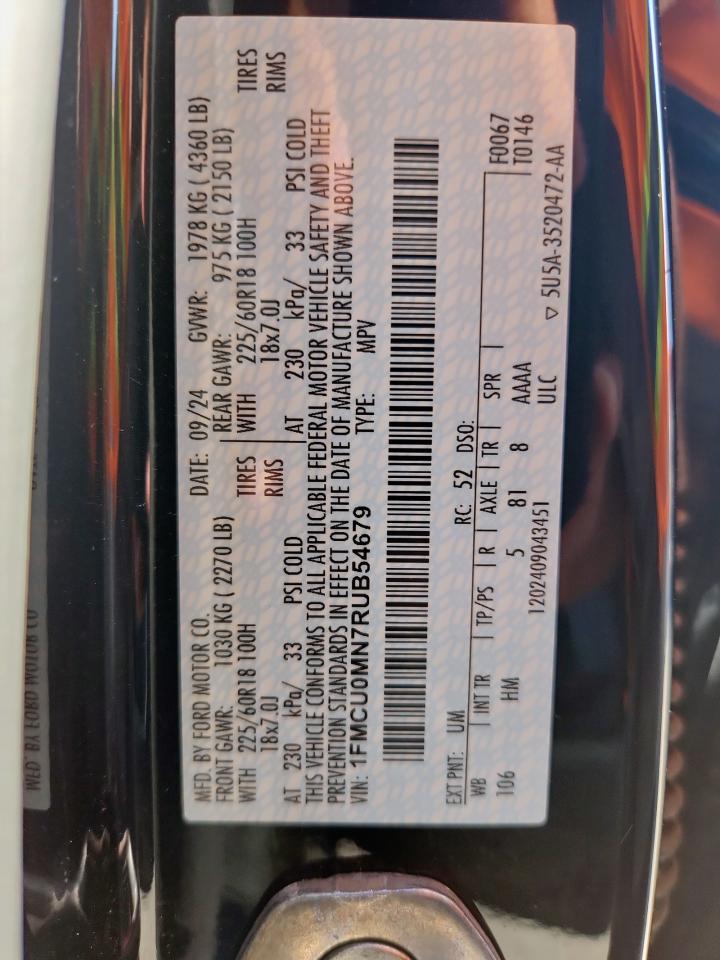 MFD. BY FORD MOTOR CO.
DATE: 09/24 GVWR: 1978 KG ( 4360 LB)
FRONT GAWR: 1030 KG ( 2270 LB)
REAR GAWR: 975 KG ( 2150 LB)
WITH 225/60R18 100H TIRES
WITH 225/60R18 100H TIRES
18x7.0J RIMS
18x7.0J RIMS
AT 230 kPa/ 33 PSI COLD
AT 230 kPa/ 33 PSI COLD
THIS VEHICLE CONFORMS TO ALL APPLICABLE FEDERAL MOTOR VEHICLE SAFETY AND THEFT
PREVENTION STANDARDS IN EFFECT ON THE DATE OF MANUFACTURE SHOWN ABOVE.
VIN: 1FMCU0MN7RUB54679 TYPE: MPV
EXT PNT: UM RC: 52 DSO:
F0067
WB INT TR TP/PS R AXLE TR SPR
T0146
106 HM 5 81 8 AAAA
ULC
1202409043451 ▽ 5U5A-3520472-AA
MFD. BY FORD MOTOR CO